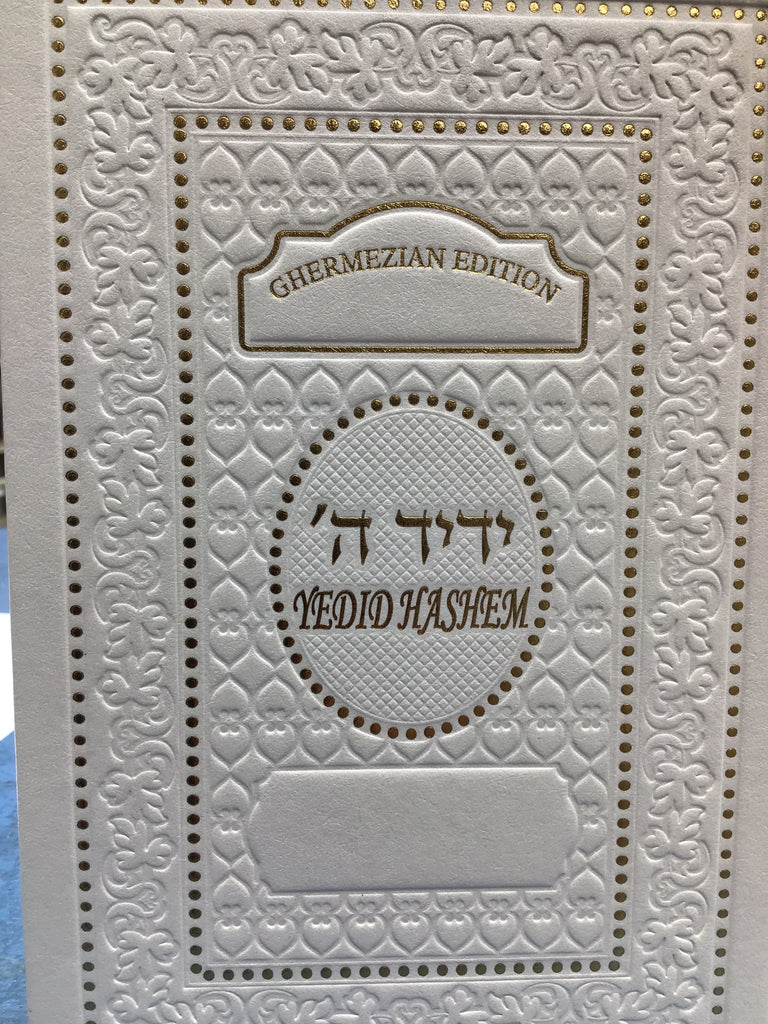 GHERMEZIAN EDITION
ידיד ה׳
YEDID HASHEM